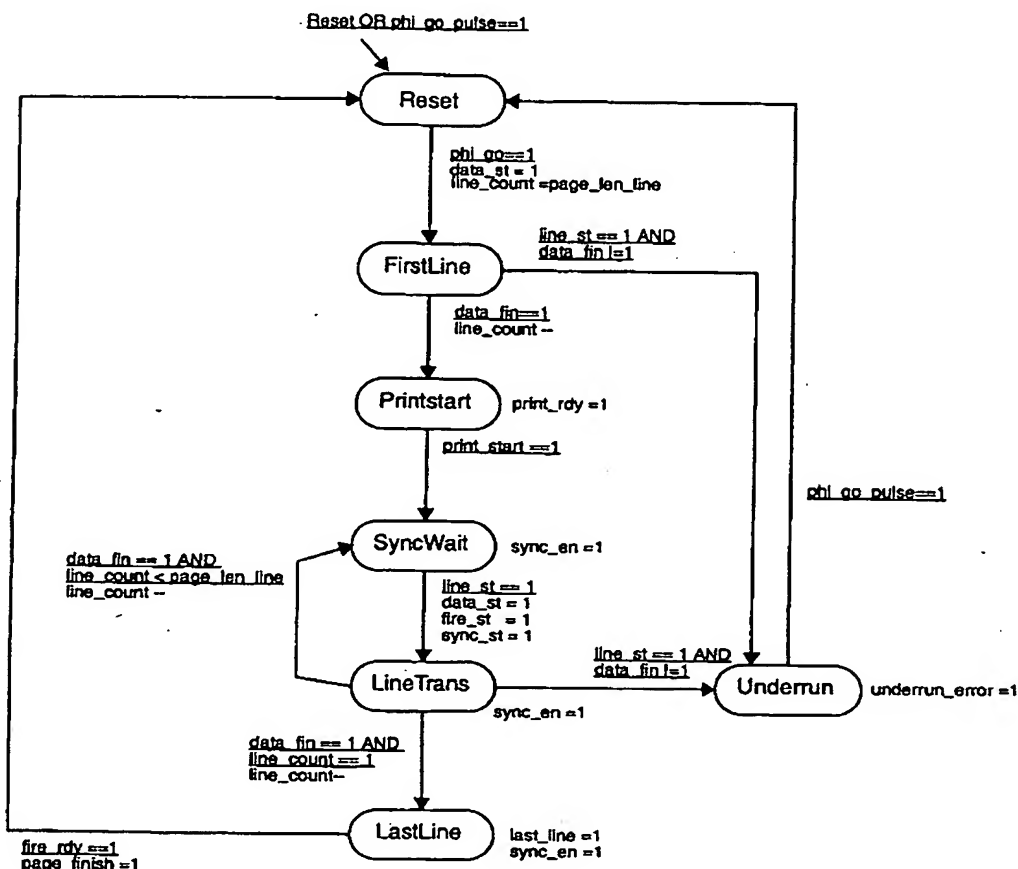 Reset OR phi_go_pulse==1
Reset
phi_go==1
data_st = 1
line_count =page_len_line
line_st == 1 AND
data_fin !=1
FirstLine
data_fin==1
line_count --
Printstart
print_rdy =1
print_start ==1
phi_go_pulse==1
SyncWait
sync_en =1
data_fin == 1 AND
line_count < page_len_line
line_count --
line_st == 1
data_st = 1
fire_st = 1
sync_st = 1
line_st == 1 AND
data_fin !=1
LineTrans
sync_en =1
Underrun
underrun_error =1
data_fin == 1 AND
line_count == 1
line_count--
LastLine
last_line =1
sync_en =1
fire_rdy ==1
page_finish =1